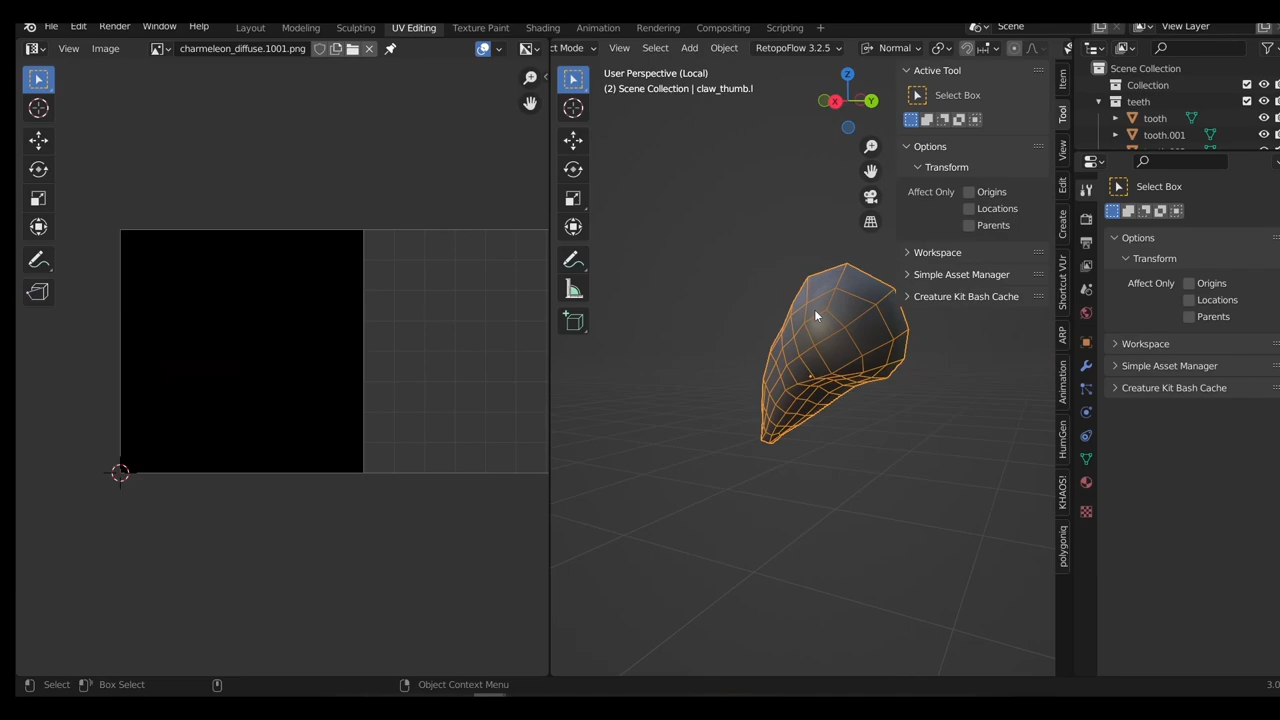 File Edit Render Window Help Layout Modeling Sculpting UV Editing Texture Paint Shading Animation Rendering Compositing Scripting + Scene View Layer
View Image charmeleon_diffuse.1001.png
ct Mode View Select Add Object RetopoFlow 3.2.5 Normal
User Perspective (Local)
(2) Scene Collection | claw_thumb.l
Z
X
Y
Active Tool
Select Box
Options
Transform
Affect Only Origins
Locations
Parents
Workspace
Simple Asset Manager
Creature Kit Bash Cache
Item
Tool
View
Edit
Create
Shortcut VUr
ARP
Animation
HumGen
KHAOS!
polygoniq
Scene Collection
Collection
teeth
tooth
tooth.001
Select Box
Options
Transform
Affect Only Origins
Locations
Parents
Workspace
Simple Asset Manager
Creature Kit Bash Cache
Select Box Select Object Context Menu 3.0